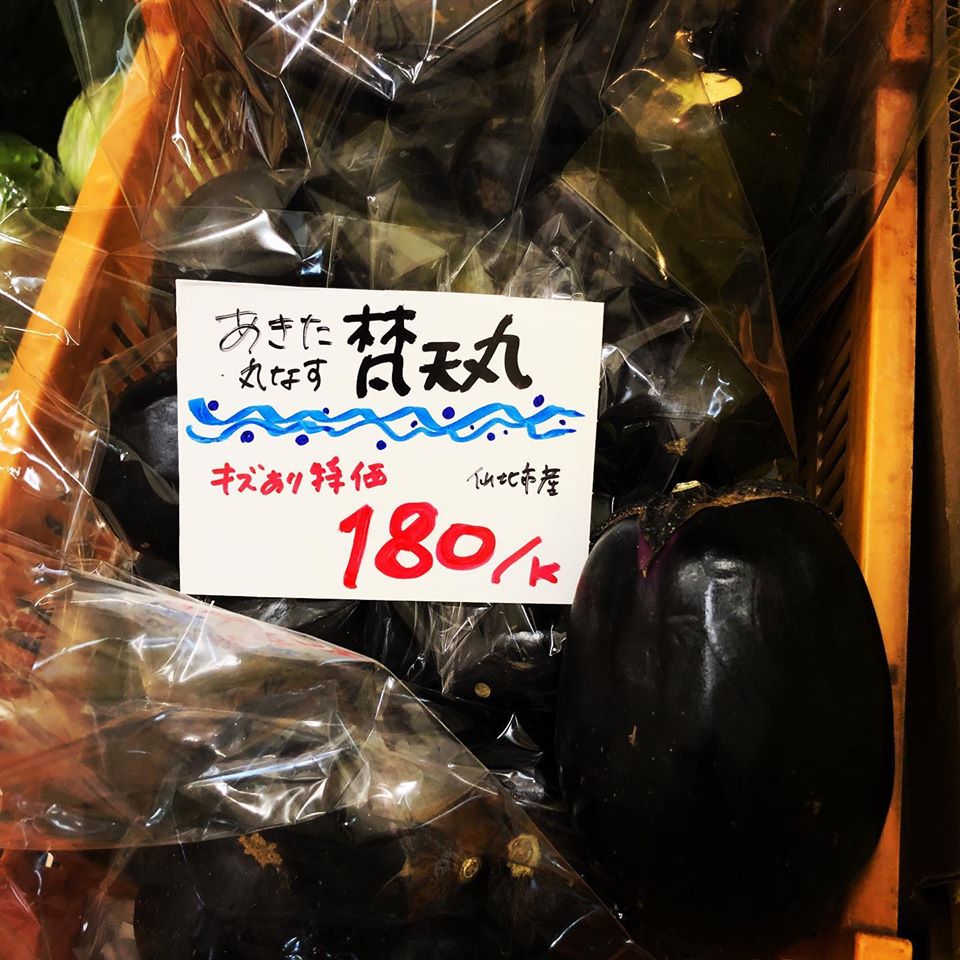 あきた
丸なす
梵天丸
キズあり特価
仙北市産
180/K